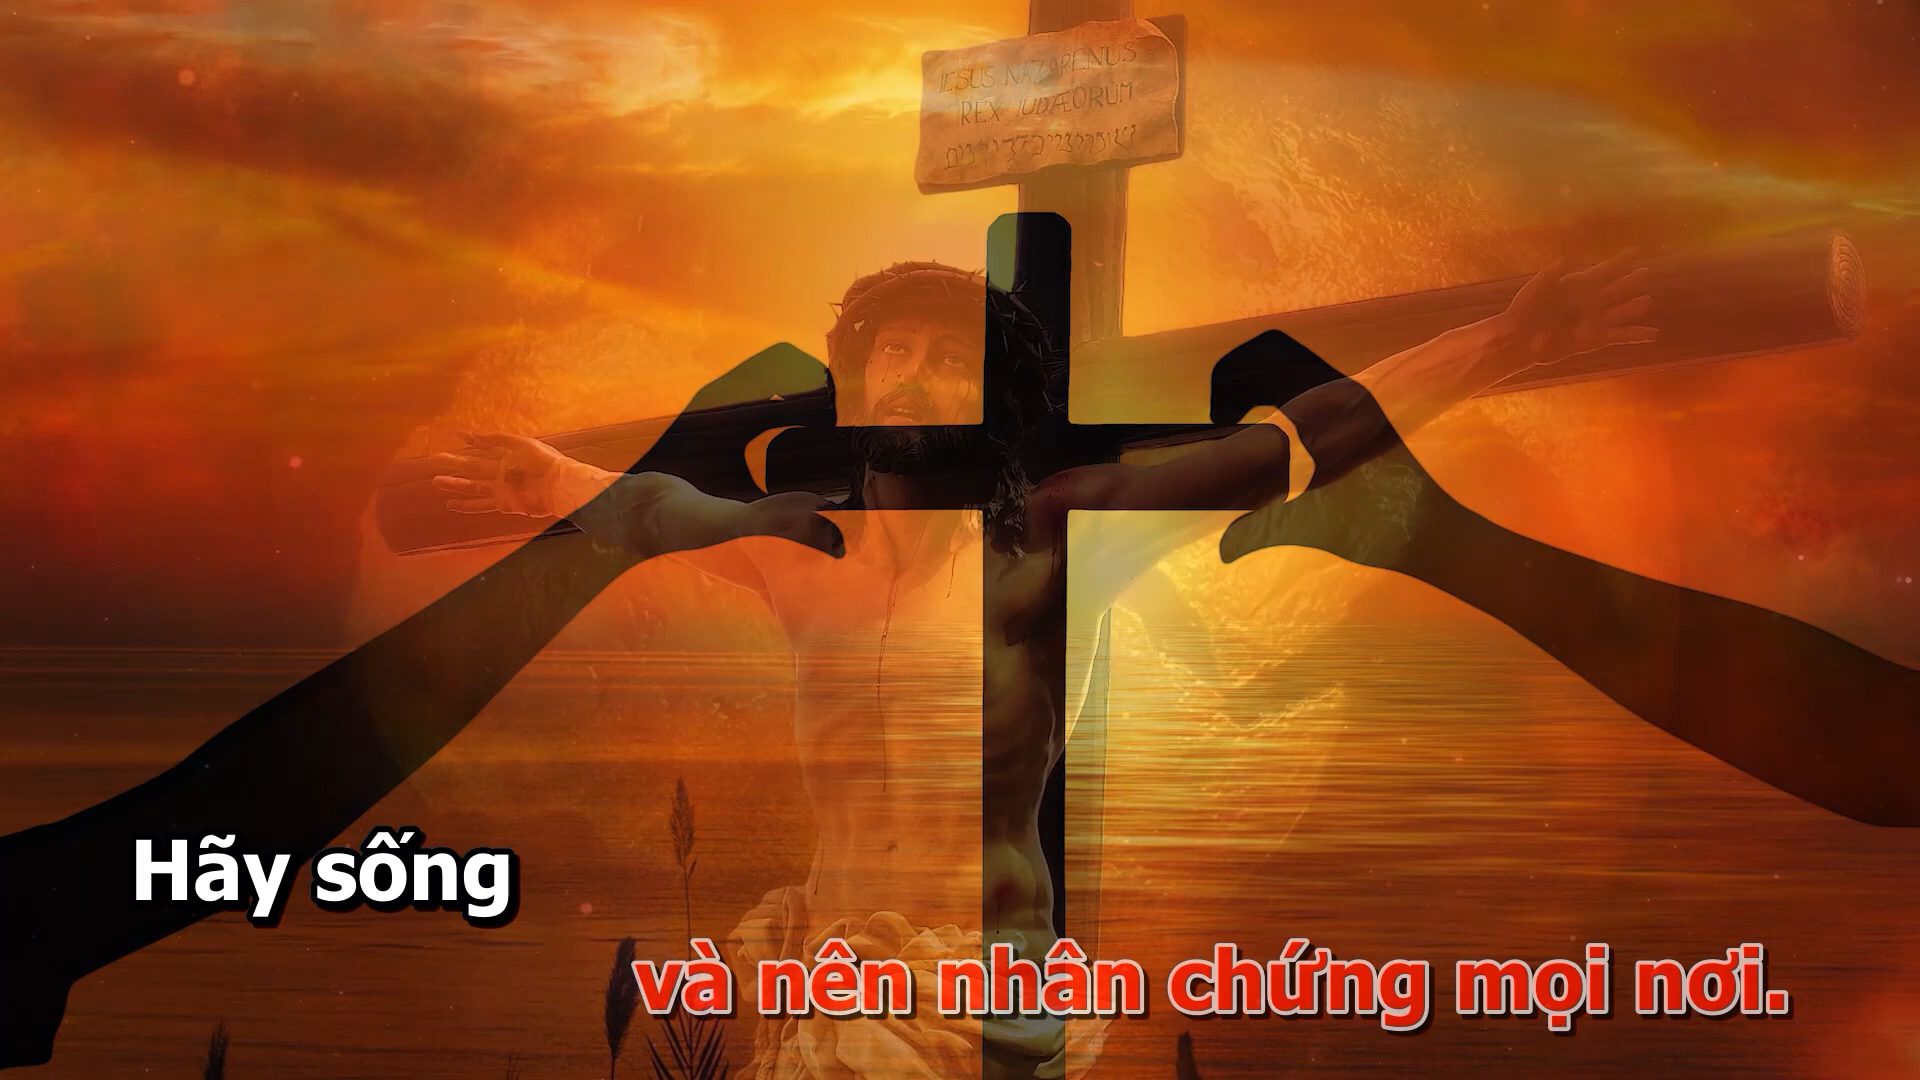 IESUS NAZARENUS
REX IUDÆORUM
Hãy sống
và nên nhân chứng mọi nơi.